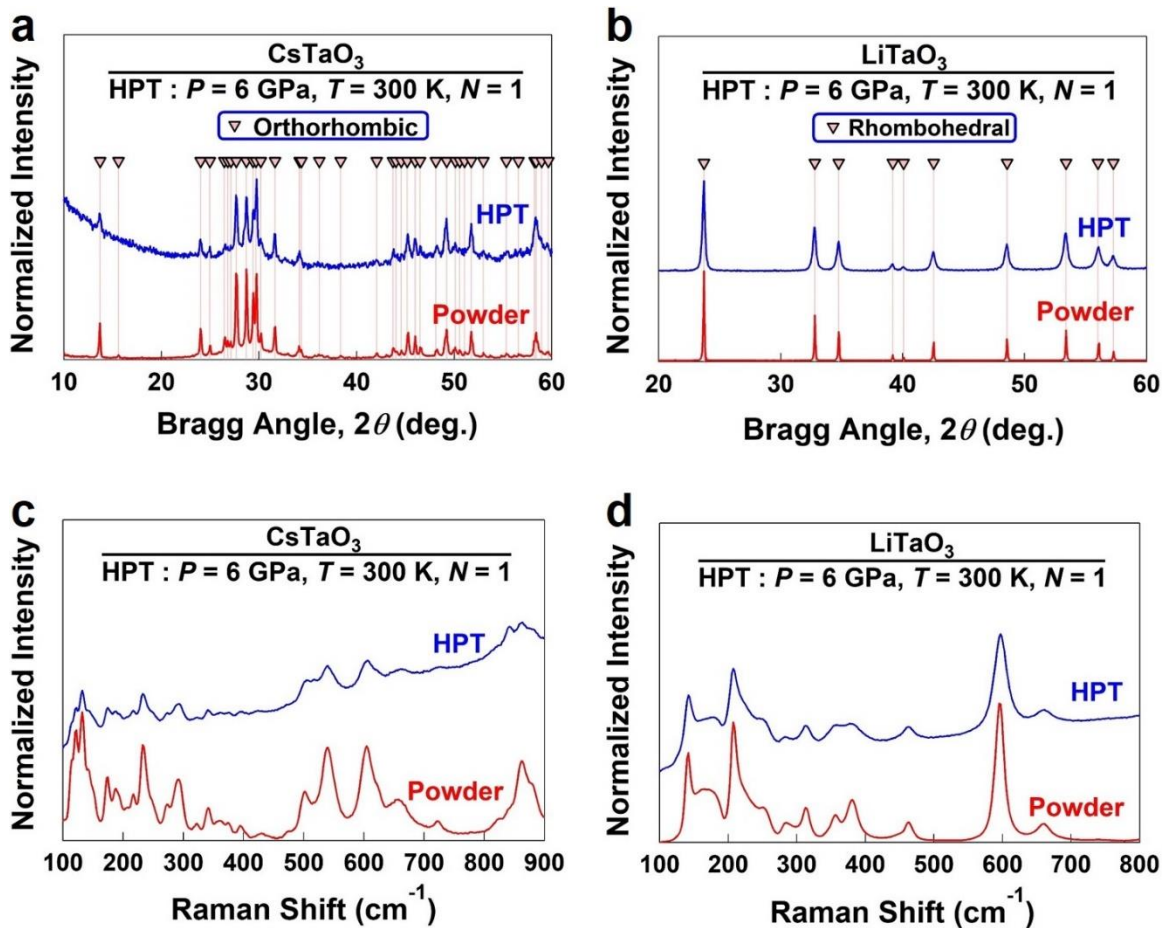 a
CsTaO₃
HPT : P = 6 GPa, T = 300 K, N = 1
▽ Orthorhombic
HPT
Powder
Normalized Intensity
10 20 30 40 50 60
Bragg Angle, 2θ (deg.)
b
LiTaO₃
HPT : P = 6 GPa, T = 300 K, N = 1
▽ Rhombohedral
HPT
Powder
Normalized Intensity
20 30 40 50 60
Bragg Angle, 2θ (deg.)
c
CsTaO₃
HPT : P = 6 GPa, T = 300 K, N = 1
HPT
Powder
Normalized Intensity
100 200 300 400 500 600 700 800 900
Raman Shift (cm⁻¹)
d
LiTaO₃
HPT : P = 6 GPa, T = 300 K, N = 1
HPT
Powder
Normalized Intensity
100 200 300 400 500 600 700 800
Raman Shift (cm⁻¹)